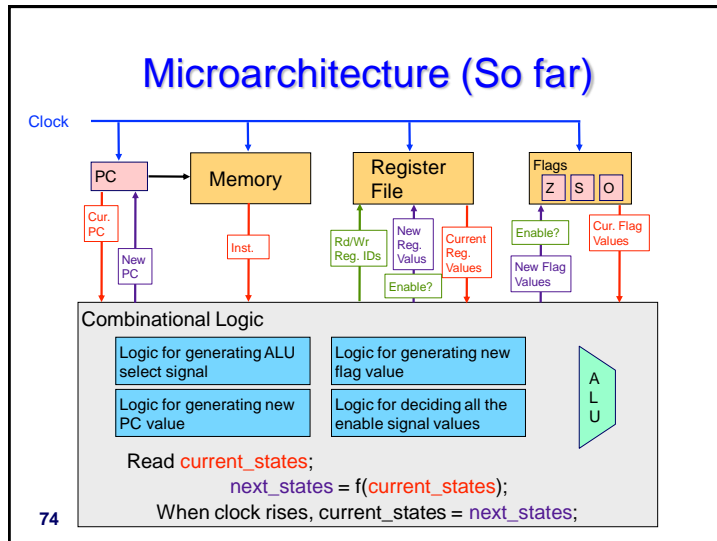 Microarchitecture (So far)
Clock
PC
Memory
Register
File
Flags
Z
S
O
Cur.
PC
New
PC
Inst.
Rd/Wr
Reg. IDs
New
Reg.
Valus
Enable?
Current
Reg.
Values
Enable?
New Flag
Values
Cur. Flag
Values
Combinational Logic
Logic for generating ALU
select signal
Logic for generating new
flag value
Logic for generating new
PC value
Logic for deciding all the
enable signal values
A
L
U
Read current_states;
next_states = f(current_states);
When clock rises, current_states = next_states;
74